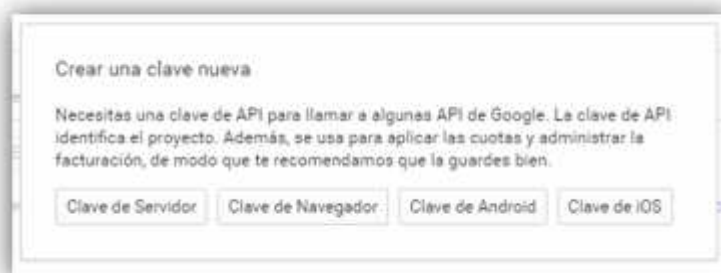 Crear una clave nueva
Necesitas una clave de API para llamar a algunas API de Google. La clave de API
identifica el proyecto. Además, se usa para aplicar las cuotas y administrar la
facturación, de modo que te recomendamos que la guardes bien.
Clave de Servidor Clave de Navegador Clave de Android Clave de iOS